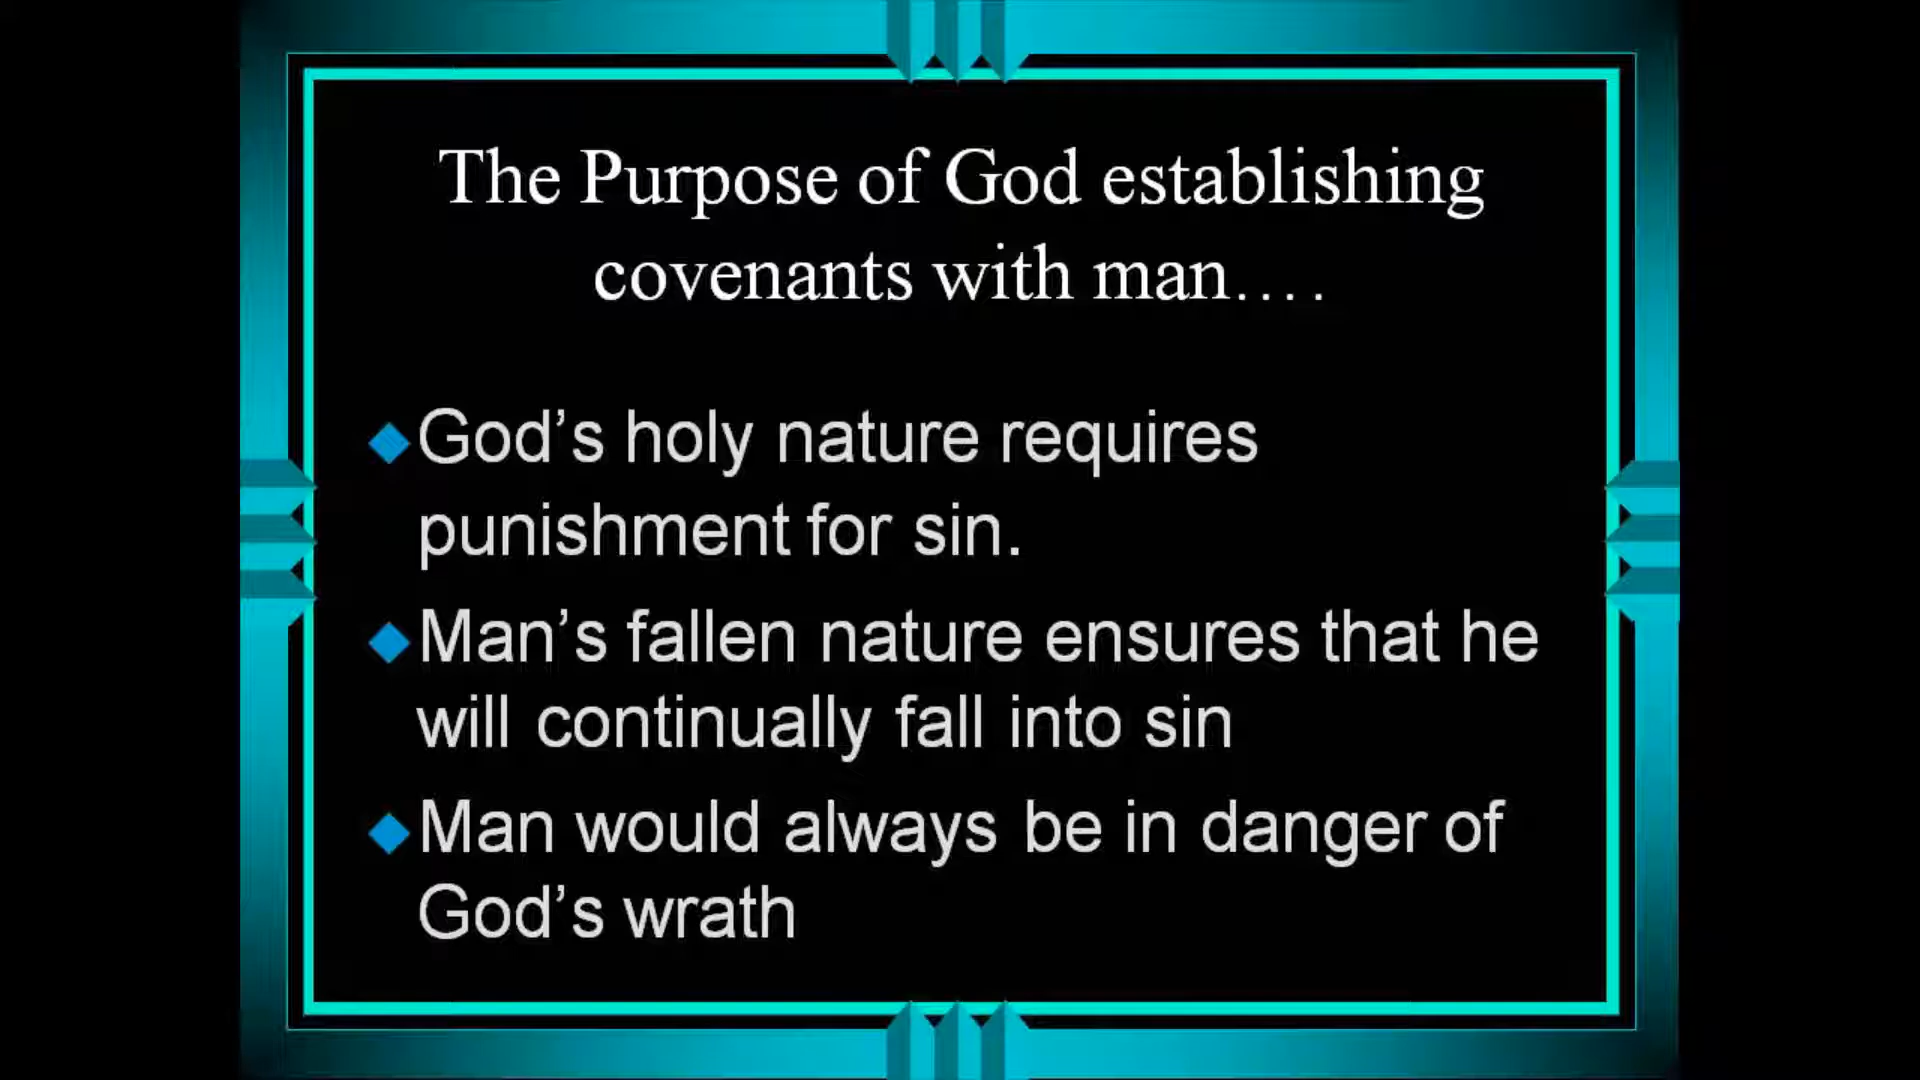 The Purpose of God establishing
covenants with man….
God’s holy nature requires
punishment for sin.
Man’s fallen nature ensures that he
will continually fall into sin
Man would always be in danger of
God’s wrath